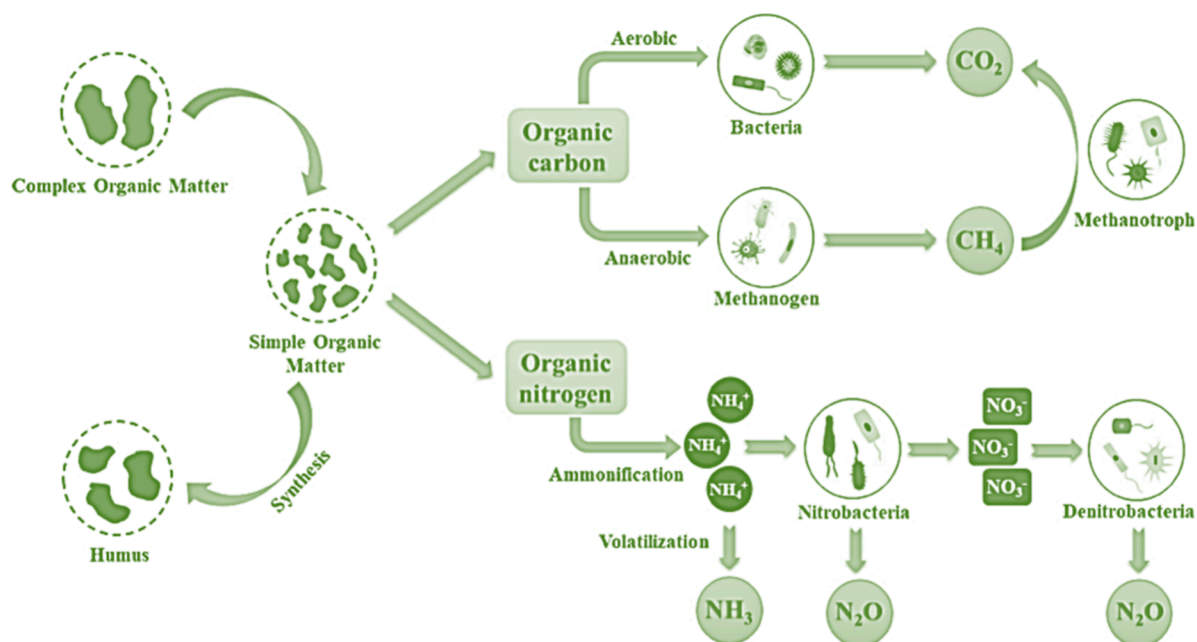 Complex Organic Matter
Simple Organic
Matter
Synthesis
Humus
Organic
carbon
Aerobic
Bacteria
CO₂
Anaerobic
Methanogen
CH₄
Methanotroph
Organic
nitrogen
Ammonification
NH₄⁺
NH₄⁺
NH₄⁺
Volatilization
NH₃
Nitrobacteria
N₂O
NO₃⁻
NO₃⁻
NO₃⁻
Denitrobacteria
N₂O